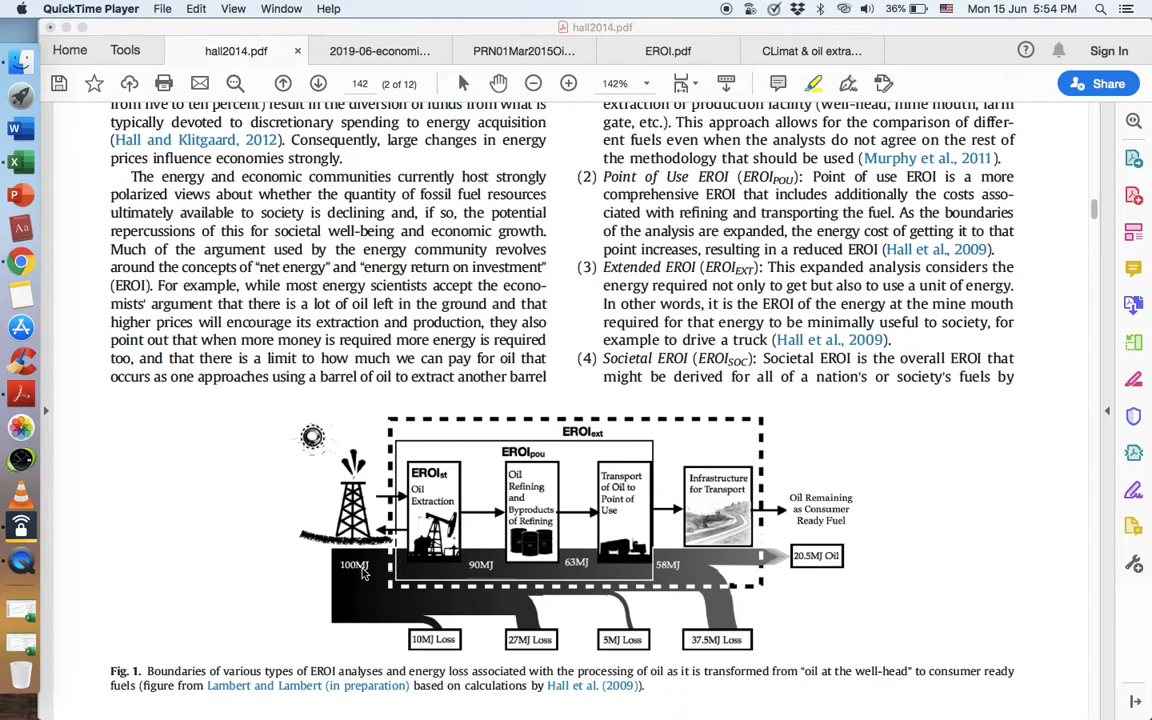 QuickTime Player File Edit View Window Help 36% Mon 15 Jun 5:54 PM
hall2014.pdf
Home Tools hall2014.pdf × 2019-06-economi... PRN01Mar2015Oi... EROI.pdf CLimat & oil extra... Sign In
142 (2 of 12) 142% Share
from five to ten percent) result in the diversion of funds from what is
typically devoted to discretionary spending to energy acquisition
(Hall and Klitgaard, 2012). Consequently, large changes in energy
prices influence economies strongly.
The energy and economic communities currently host strongly
polarized views about whether the quantity of fossil fuel resources
ultimately available to society is declining and, if so, the potential
repercussions of this for societal well-being and economic growth.
Much of the argument used by the energy community revolves
around the concepts of "net energy" and "energy return on investment"
(EROI). For example, while most energy scientists accept the econo-
mists' argument that there is a lot of oil left in the ground and that
higher prices will encourage its extraction and production, they also
point out that when more money is required more energy is required
too, and that there is a limit to how much we can pay for oil that
occurs as one approaches using a barrel of oil to extract another barrel
extraction or production facility (well-head, mine mouth, farm
gate, etc.). This approach allows for the comparison of differ-
ent fuels even when the analysts do not agree on the rest of
the methodology that should be used (Murphy et al., 2011).
(2) Point of Use EROI (EROIPOU): Point of use EROI is a more
comprehensive EROI that includes additionally the costs asso-
ciated with refining and transporting the fuel. As the boundaries
of the analysis are expanded, the energy cost of getting it to that
point increases, resulting in a reduced EROI (Hall et al., 2009).
(3) Extended EROI (EROIEXT): This expanded analysis considers the
energy required not only to get but also to use a unit of energy.
In other words, it is the EROI of the energy at the mine mouth
required for that energy to be minimally useful to society, for
example to drive a truck (Hall et al., 2009).
(4) Societal EROI (EROISOC): Societal EROI is the overall EROI that
might be derived for all of a nation's or society's fuels by
EROIext
EROIpou
EROIst
Oil
Extraction
Oil
Refining
and
Byproducts
of Refining
Transport
of Oil to
Point of
Use
Infrastructure
for Transport
Oil Remaining
as Consumer
Ready Fuel
100MJ 90MJ 63MJ 58MJ 20.5MJ Oil
10MJ Loss 27MJ Loss 5MJ Loss 37.5MJ Loss
Fig. 1. Boundaries of various types of EROI analyses and energy loss associated with the processing of oil as it is transformed from "oil at the well-head" to consumer ready
fuels (figure from Lambert and Lambert (in preparation) based on calculations by Hall et al. (2009)).